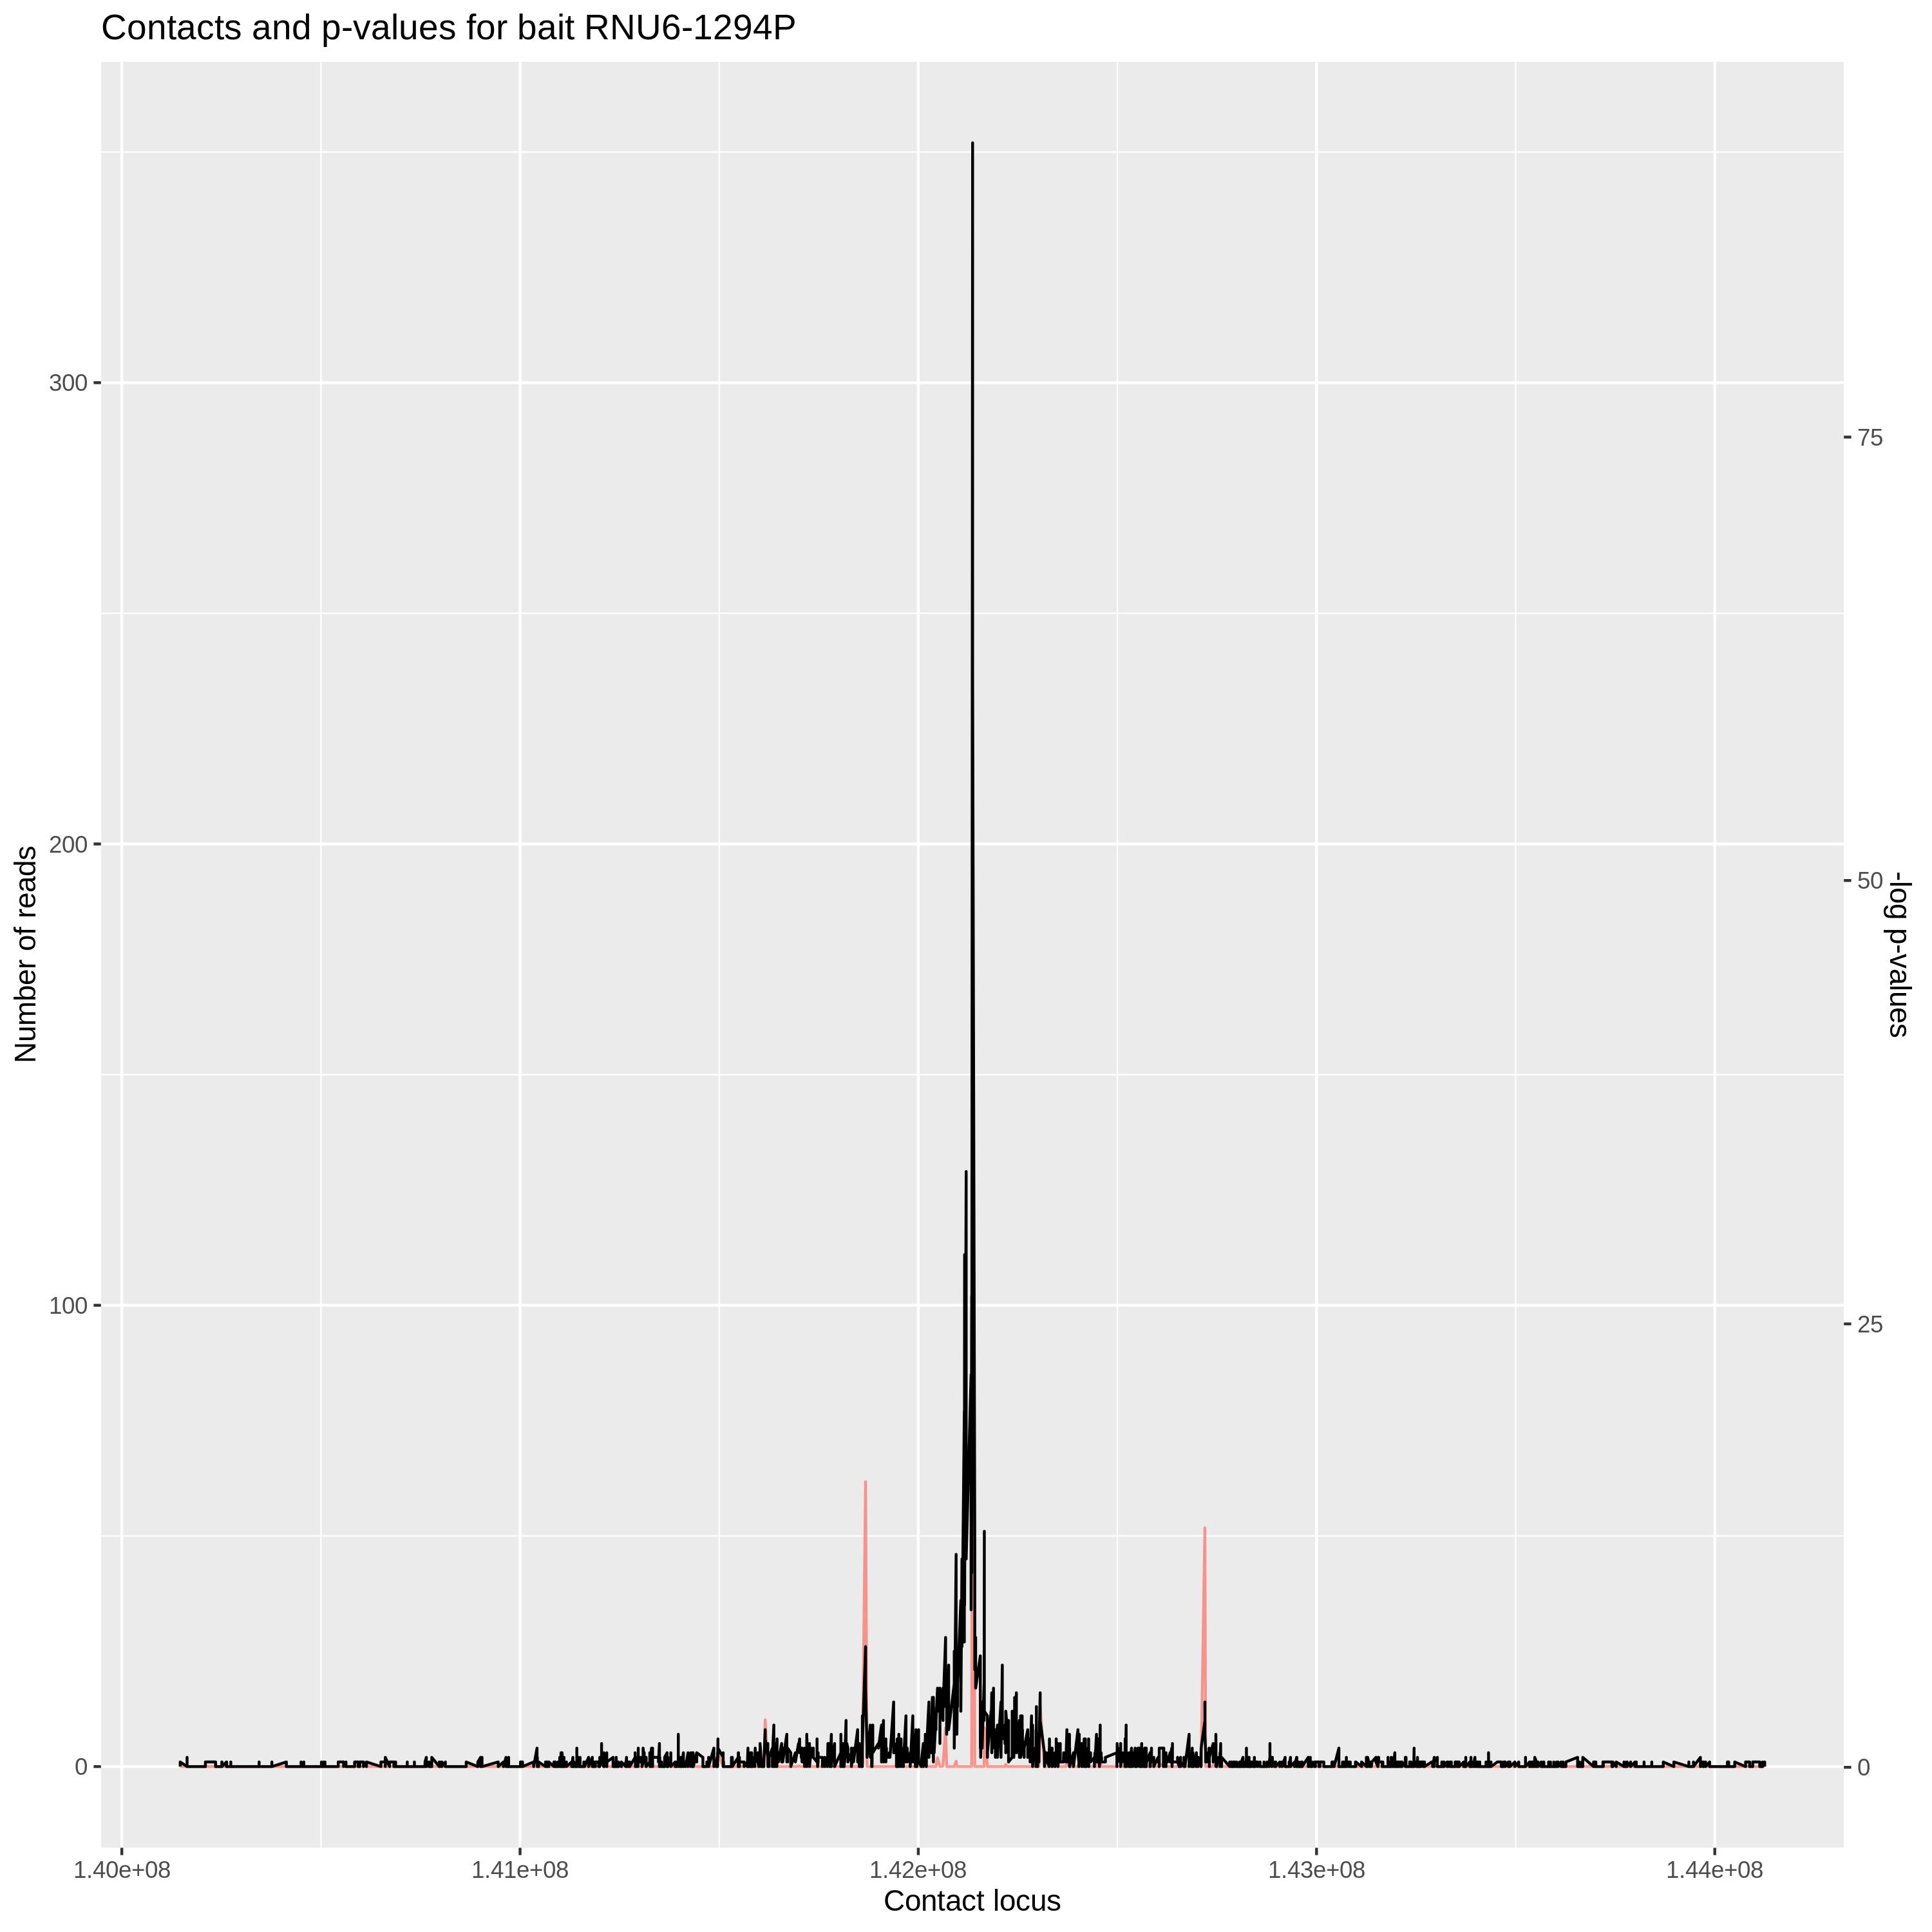 Contacts and p-values for bait RNU6-1294P
300
200
100
0
Number of reads
75
50
25
0
-log p-values
1.40e+08
1.41e+08
1.42e+08
1.43e+08
1.44e+08
Contact locus